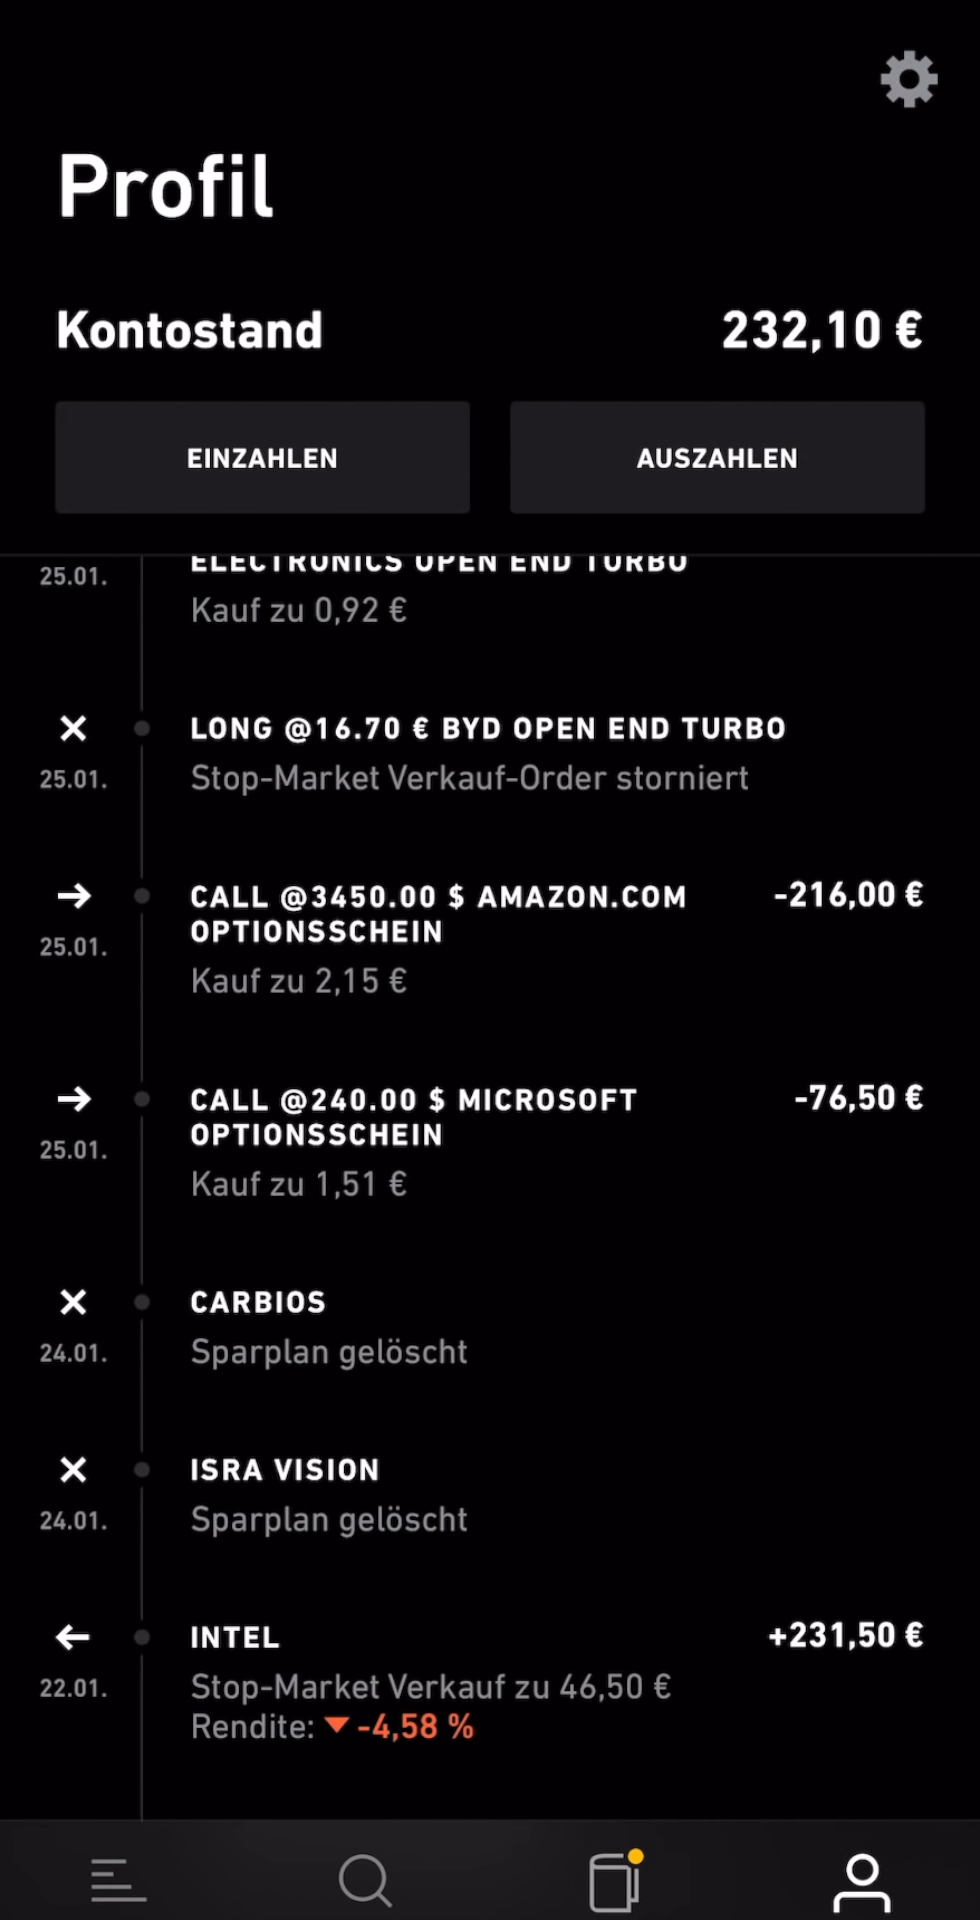 Profil
Kontostand 232,10 €
EINZAHLEN AUSZAHLEN
ELECTRONICS OPEN END TURBO
25.01.
Kauf zu 0,92 €
LONG @16.70 € BYD OPEN END TURBO
25.01. Stop-Market Verkauf-Order storniert
CALL @3450.00 $ AMAZON.COM -216,00 €
OPTIONSSCHEIN
25.01.
Kauf zu 2,15 €
CALL @240.00 $ MICROSOFT -76,50 €
OPTIONSSCHEIN
25.01.
Kauf zu 1,51 €
CARBIOS
24.01. Sparplan gelöscht
ISRA VISION
24.01. Sparplan gelöscht
INTEL +231,50 €
22.01. Stop-Market Verkauf zu 46,50 €
Rendite: -4,58 %